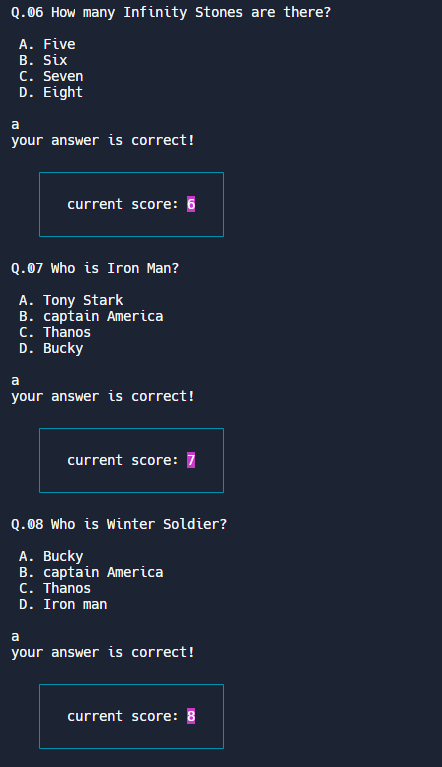 Q.06 How many Infinity Stones are there?
A. Five
B. Six
C. Seven
D. Eight
a
your answer is correct!
current score: 6
Q.07 Who is Iron Man?
A. Tony Stark
B. captain America
C. Thanos
D. Bucky
a
your answer is correct!
current score: 7
Q.08 Who is Winter Soldier?
A. Bucky
B. captain America
C. Thanos
D. Iron man
a
your answer is correct!
current score: 8